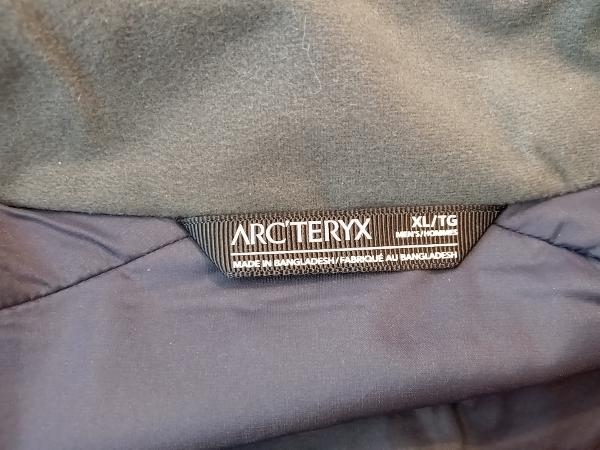 ARC'TERYX XL/TG
MEN'S/HOMMES
MADE IN BANGLADESH/FABRIQUÉ AU BANGLADESH